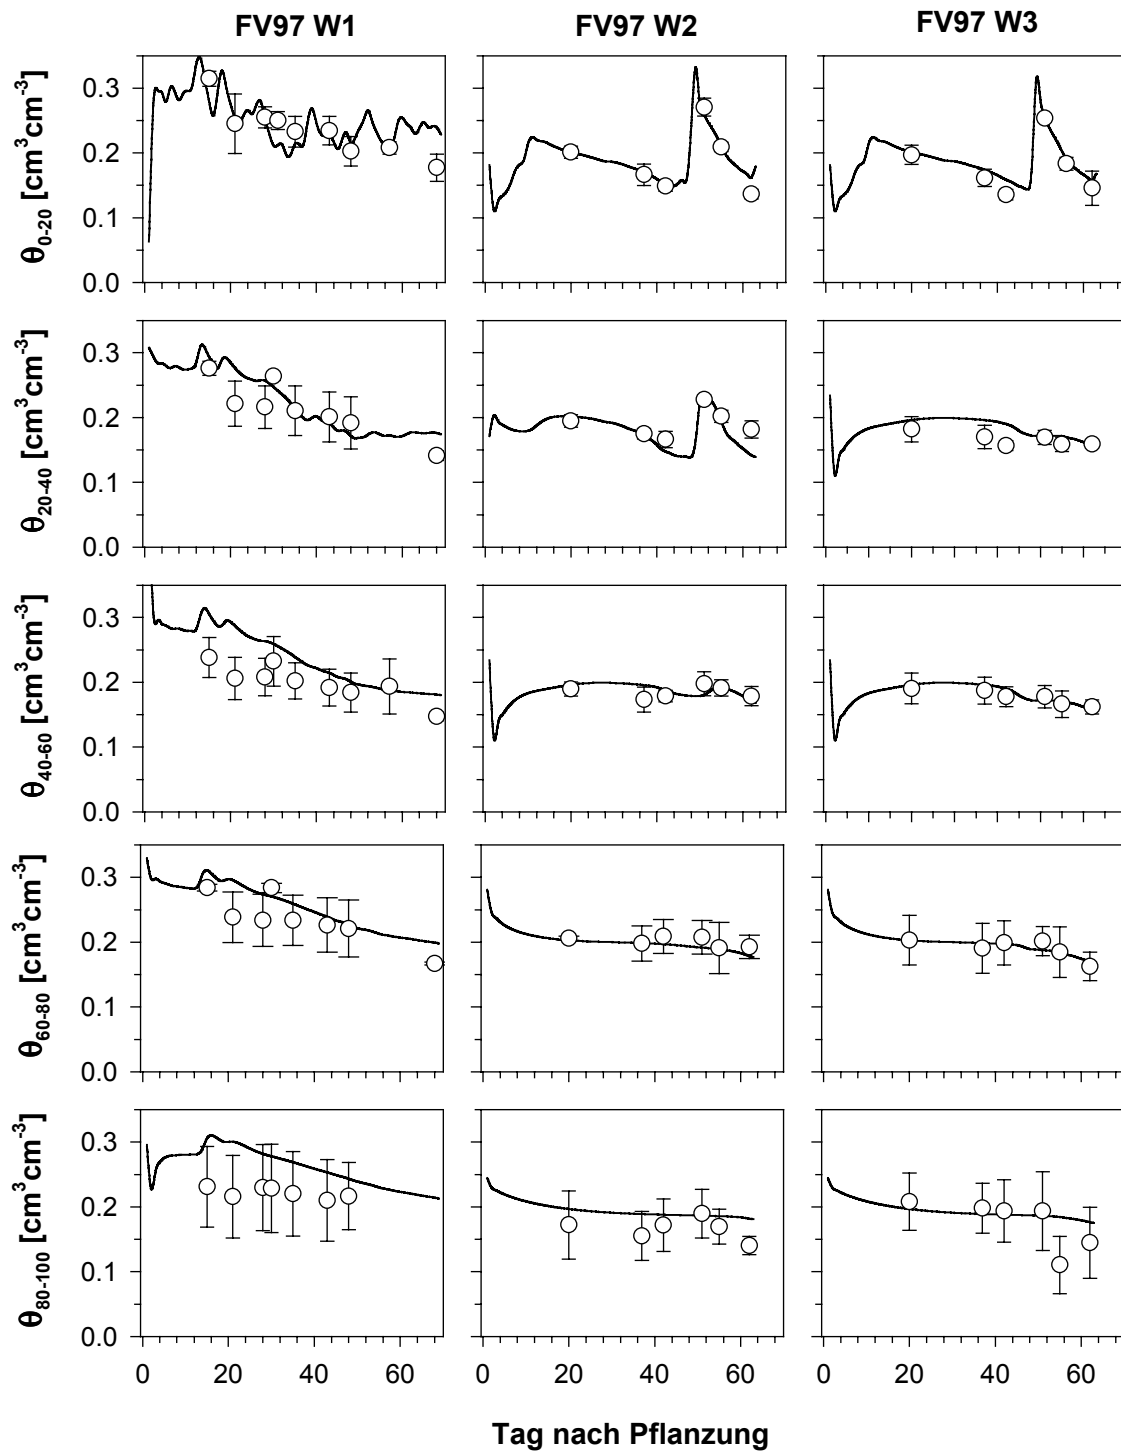 FV97 W1 FV97 W2 FV97 W3
θ0-20 [cm3cm-3]
0.3
0.2
0.1
0.0
θ20-40 [cm3cm-3]
0.3
0.2
0.1
0.0
θ40-60 [cm3cm-3]
0.3
0.2
0.1
0.0
θ60-80 [cm3cm-3]
0.3
0.2
0.1
0.0
θ80-100 [cm3cm-3]
0.3
0.2
0.1
0.0
0 20 40 60 0 20 40 60 0 20 40 60
Tag nach Pflanzung